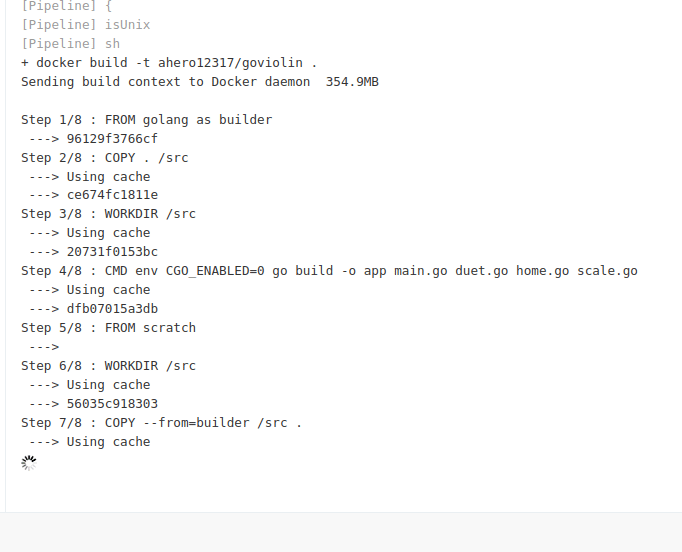 [Pipeline] {
[Pipeline] isUnix
[Pipeline] sh
+ docker build -t ahero12317/goviolin .
Sending build context to Docker daemon  354.9MB
Step 1/8 : FROM golang as builder
---> 96129f3766cf
Step 2/8 : COPY . /src
---> Using cache
---> ce674fc1811e
Step 3/8 : WORKDIR /src
---> Using cache
---> 20731f0153bc
Step 4/8 : CMD env CGO_ENABLED=0 go build -o app main.go duet.go home.go scale.go
---> Using cache
---> dfb07015a3db
Step 5/8 : FROM scratch
--->
Step 6/8 : WORKDIR /src
---> Using cache
---> 56035c918303
Step 7/8 : COPY --from=builder /src .
---> Using cache